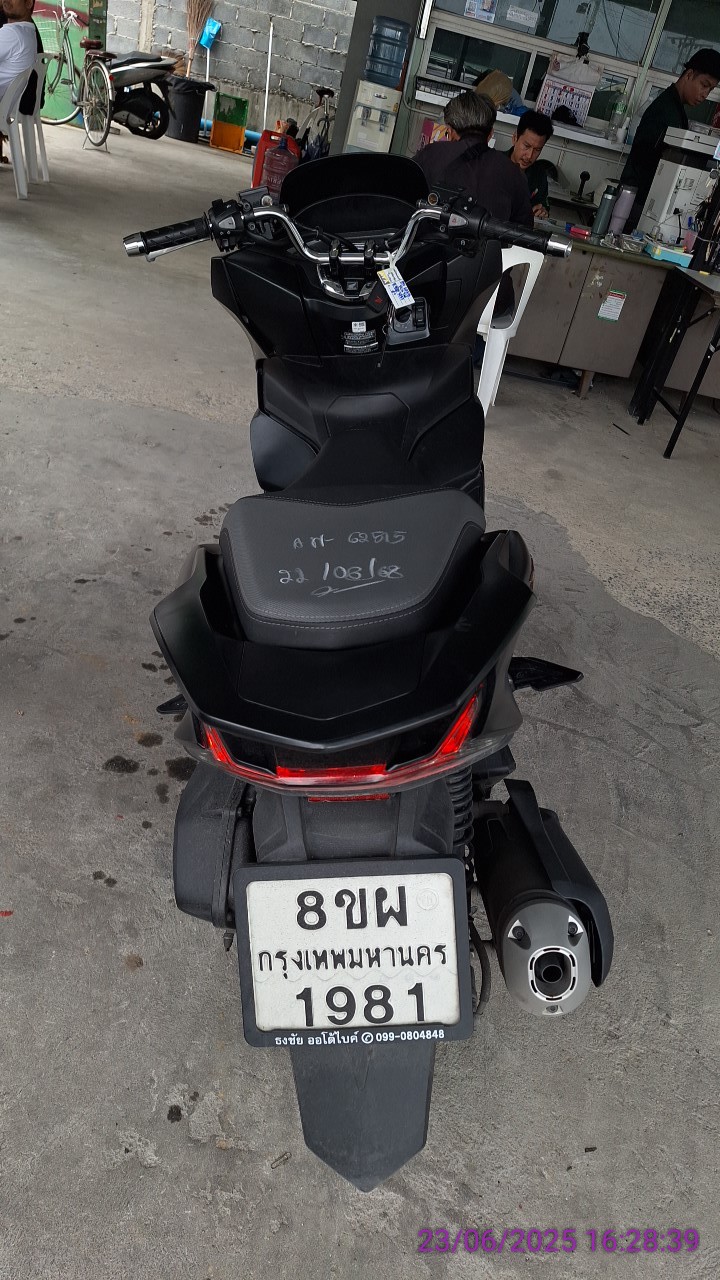 22/06/68
8ขผ
กรุงเทพมหานคร
1981
ธงชัย ออโต้ไบค์ ✆ 099-0804848
23/06/2025 16:28:39